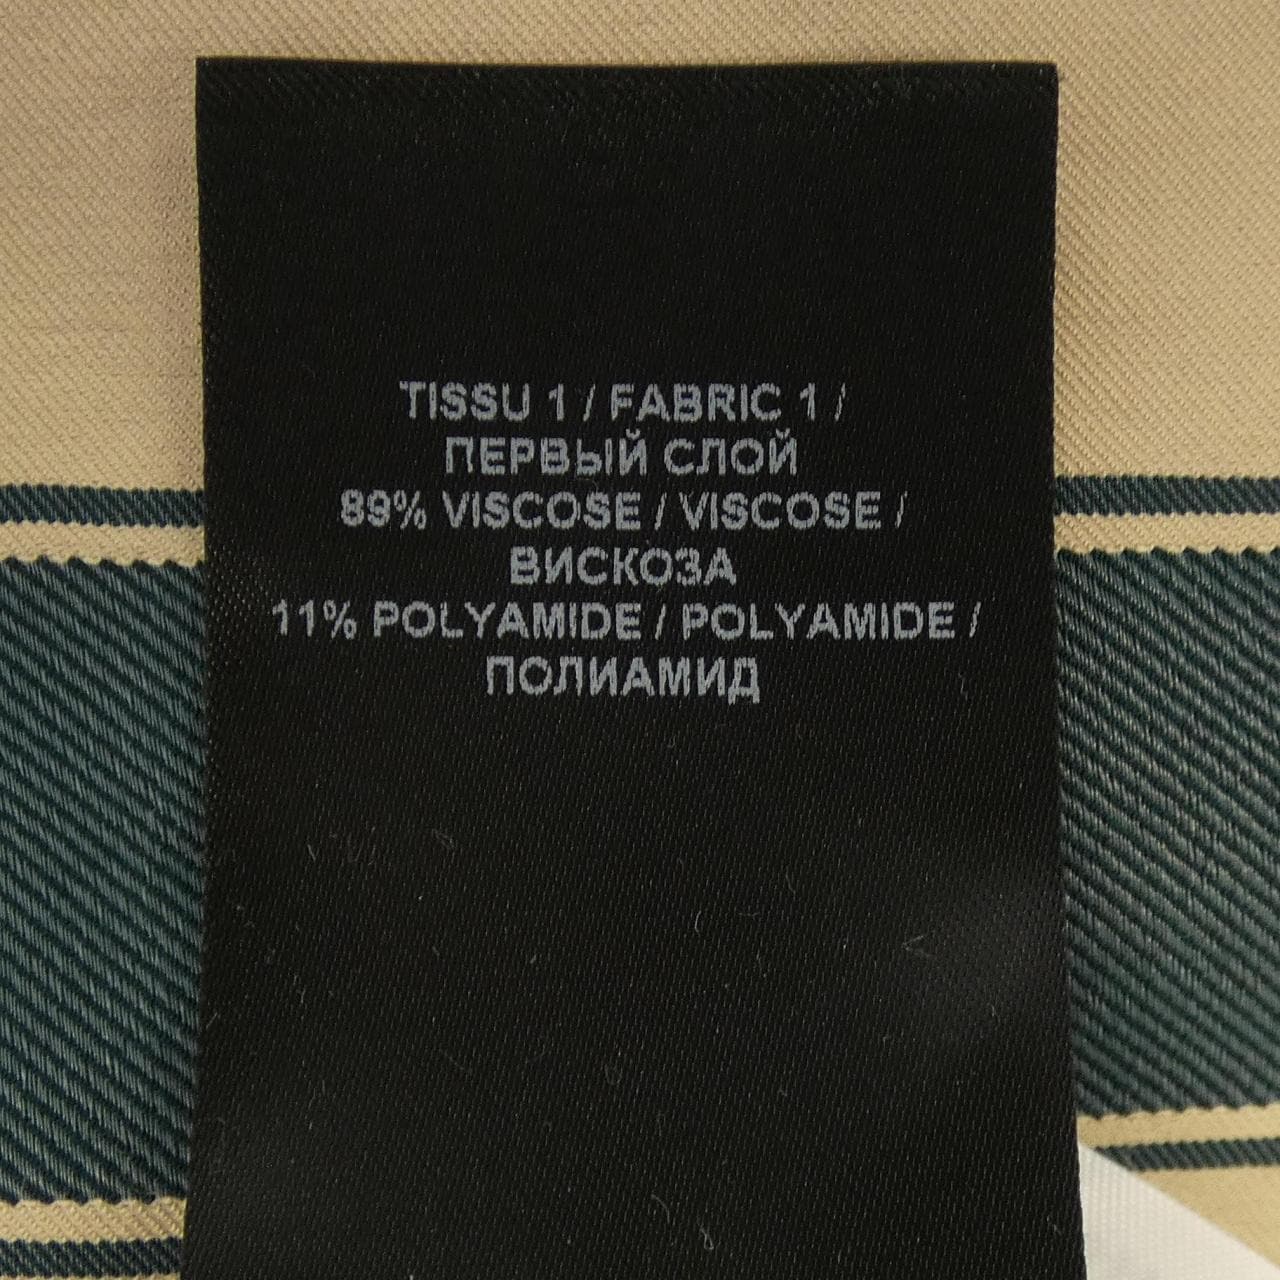 TISSU 1 / FABRIC 1 /
ПЕРВЫЙ СЛОЙ
89% VISCOSE / VISCOSE /
ВИСКОЗА
11% POLYAMIDE / POLYAMIDE /
ПОЛИАМИД